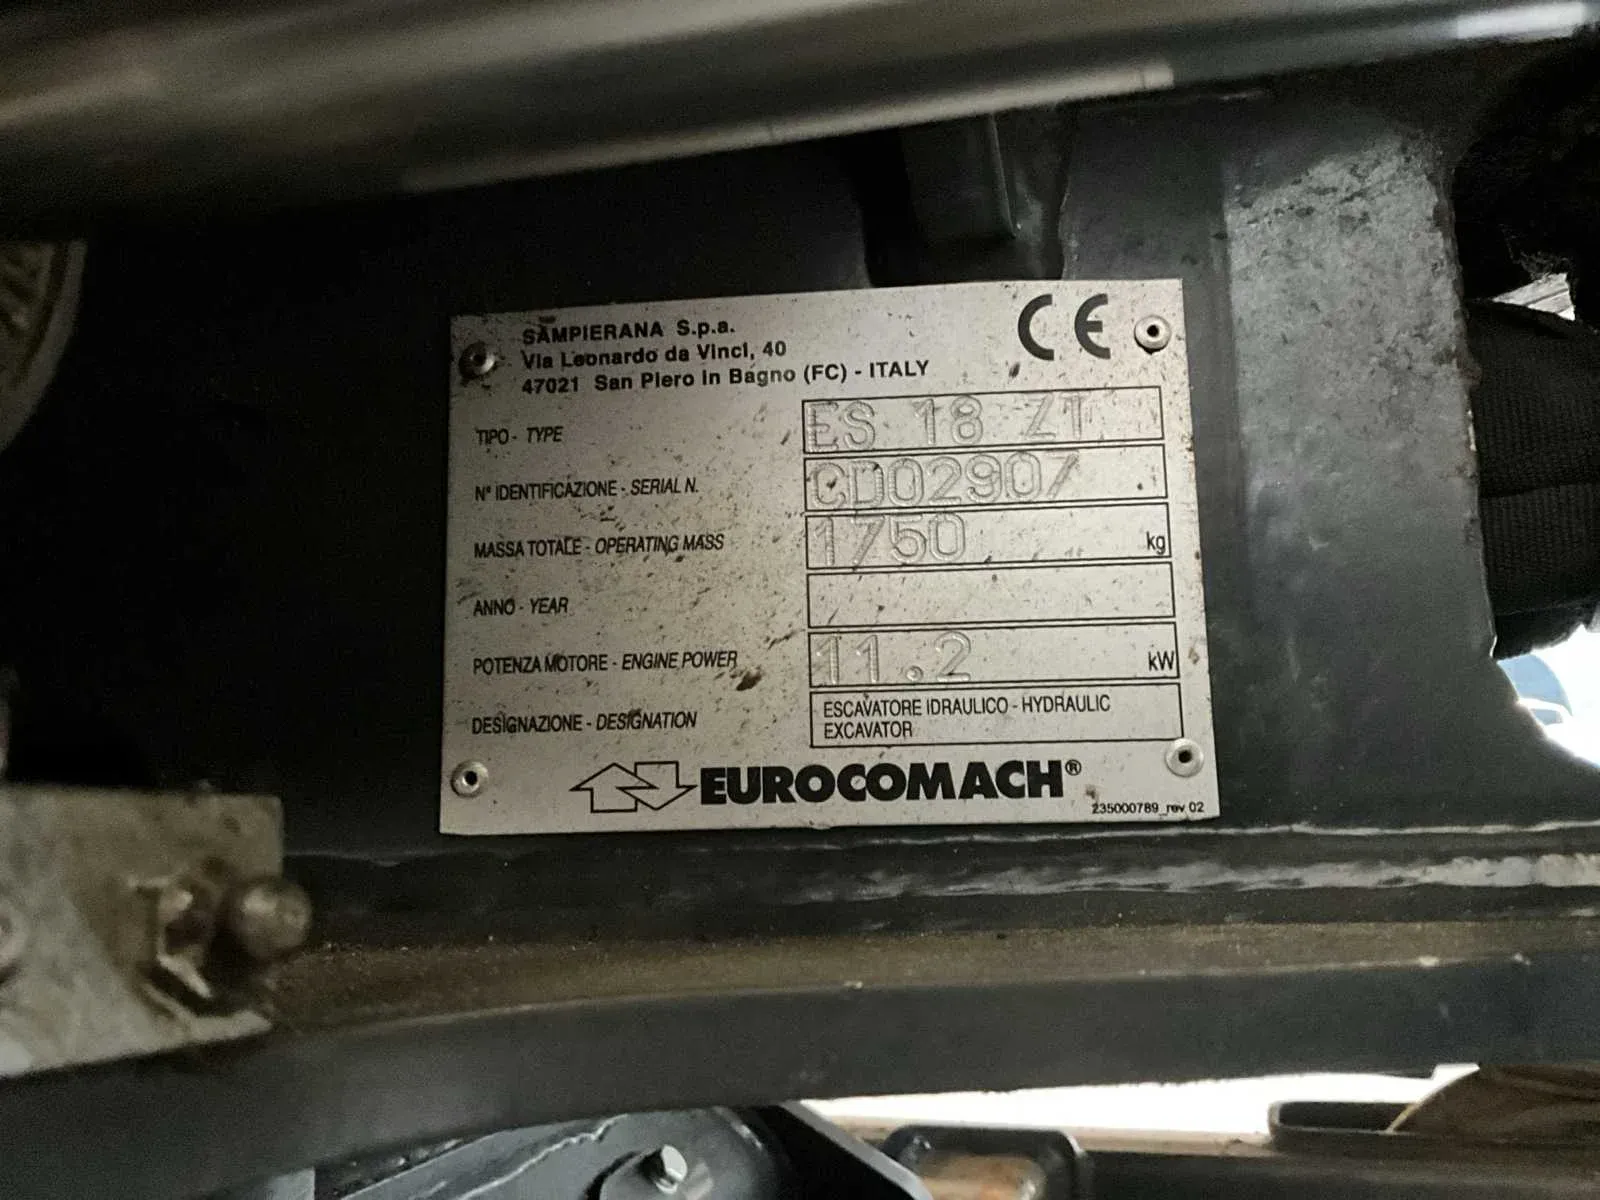 SAMPIERANA S.p.a.
Via Leonardo da Vinci, 40
47021 San Piero in Bagno (FC) - ITALY
CE
TIPO - TYPE ES 18 ZT
N° IDENTIFICAZIONE - SERIAL N. CD02907
MASSA TOTALE - OPERATING MASS 1750 kg
ANNO - YEAR
POTENZA MOTORE - ENGINE POWER 11.2 kW
DESIGNAZIONE - DESIGNATION ESCAVATORE IDRAULICO - HYDRAULIC
EXCAVATOR
EUROCOMACH®
235000789_rev 02